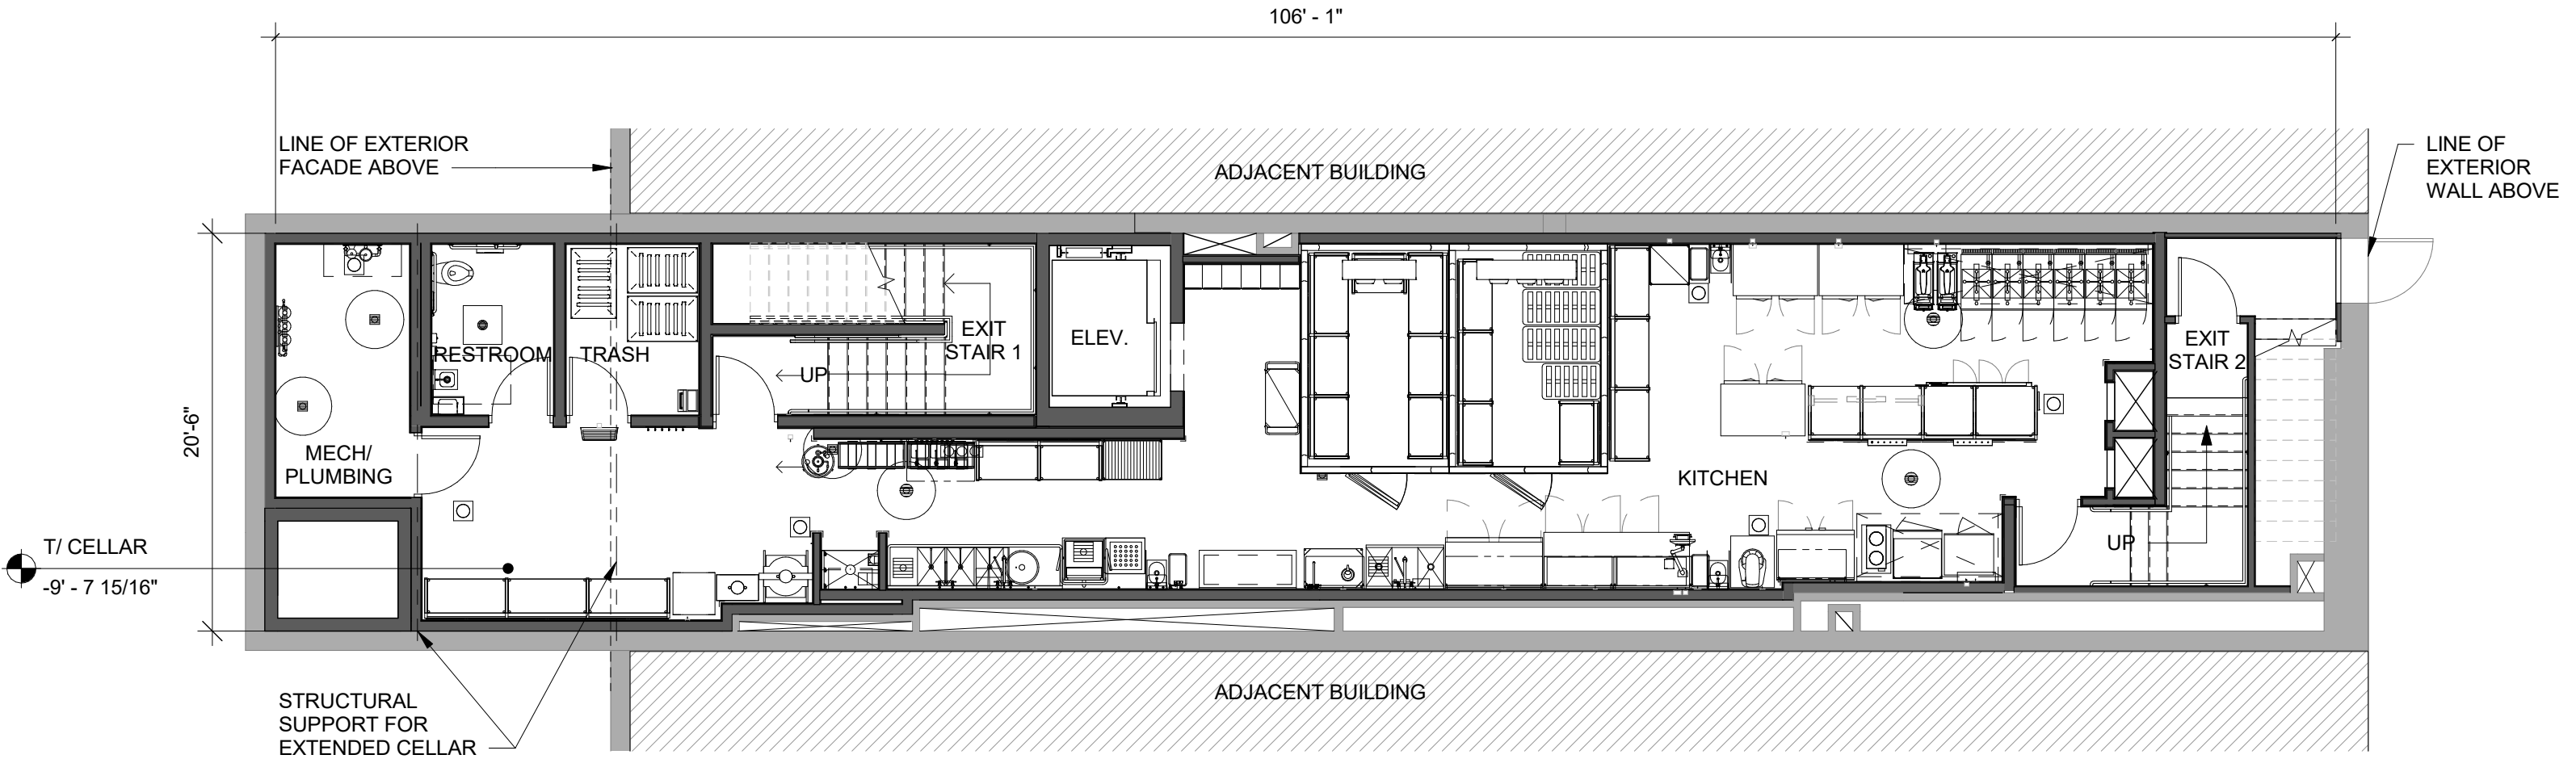 106' - 1"
LINE OF EXTERIOR
FACADE ABOVE
ADJACENT BUILDING
LINE OF
EXTERIOR
WALL ABOVE
20'-6"
RESTROOM
TRASH
EXIT
STAIR 1
UP
ELEV.
EXIT
STAIR 2
MECH/
PLUMBING
KITCHEN
UP
T/ CELLAR
-9' - 7 15/16"
STRUCTURAL
SUPPORT FOR
EXTENDED CELLAR
ADJACENT BUILDING